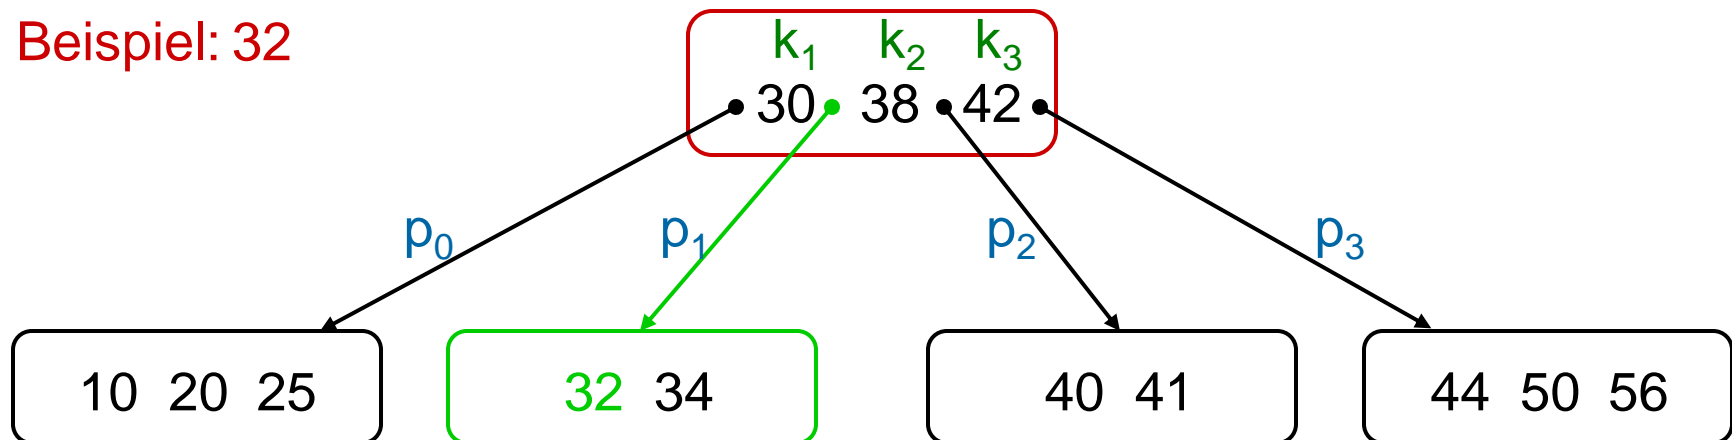 Beispiel: 32
k₁ k₂ k₃
30 38 42
p₀ p₁ p₂ p₃
10 20 25 32 34 40 41 44 50 56